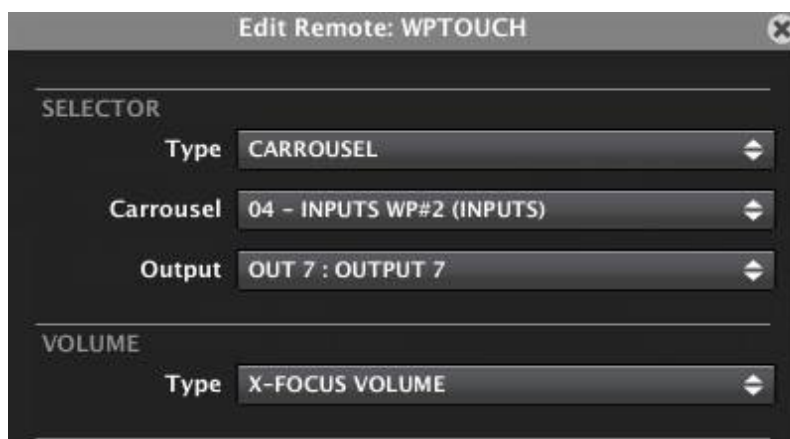 Edit Remote: WPTOUCH
SELECTOR
Type CARROUSEL
Carrousel 04 – INPUTS WP#2 (INPUTS)
Output OUT 7 : OUTPUT 7
VOLUME
Type X-FOCUS VOLUME